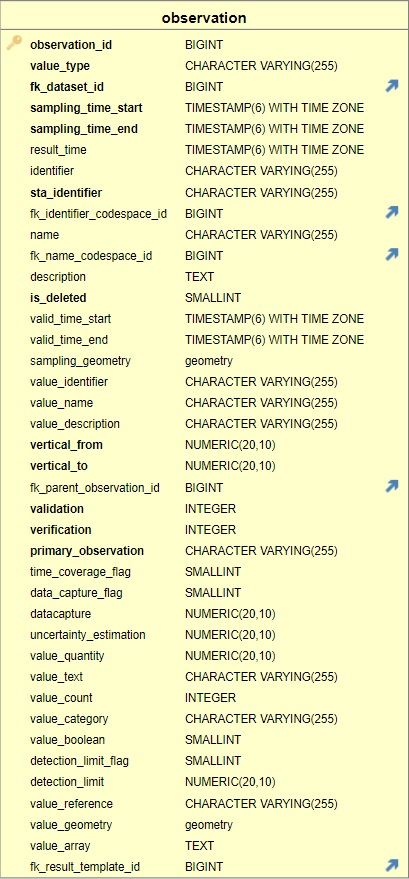 observation
observation_id BIGINT
value_type CHARACTER VARYING(255)
fk_dataset_id BIGINT
sampling_time_start TIMESTAMP(6) WITH TIME ZONE
sampling_time_end TIMESTAMP(6) WITH TIME ZONE
result_time TIMESTAMP(6) WITH TIME ZONE
identifier CHARACTER VARYING(255)
sta_identifier CHARACTER VARYING(255)
fk_identifier_codespace_id BIGINT
name CHARACTER VARYING(255)
fk_name_codespace_id BIGINT
description TEXT
is_deleted SMALLINT
valid_time_start TIMESTAMP(6) WITH TIME ZONE
valid_time_end TIMESTAMP(6) WITH TIME ZONE
sampling_geometry geometry
value_identifier CHARACTER VARYING(255)
value_name CHARACTER VARYING(255)
value_description CHARACTER VARYING(255)
vertical_from NUMERIC(20,10)
vertical_to NUMERIC(20,10)
fk_parent_observation_id BIGINT
validation INTEGER
verification INTEGER
primary_observation CHARACTER VARYING(255)
time_coverage_flag SMALLINT
data_capture_flag SMALLINT
datacapture NUMERIC(20,10)
uncertainty_estimation NUMERIC(20,10)
value_quantity NUMERIC(20,10)
value_text CHARACTER VARYING(255)
value_count INTEGER
value_category CHARACTER VARYING(255)
value_boolean SMALLINT
detection_limit_flag SMALLINT
detection_limit NUMERIC(20,10)
value_reference CHARACTER VARYING(255)
value_geometry geometry
value_array TEXT
fk_result_template_id BIGINT